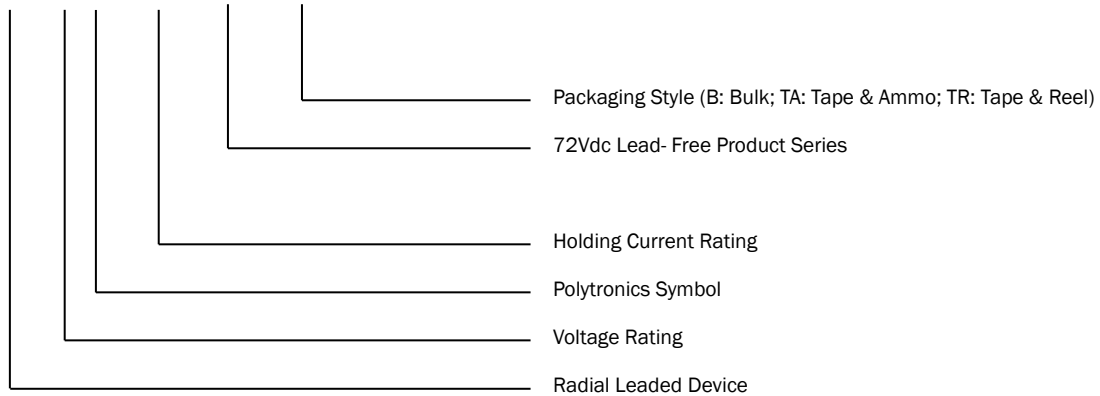 Packaging Style (B: Bulk; TA: Tape & Ammo; TR: Tape & Reel)
72Vdc Lead- Free Product Series
Holding Current Rating
Polytronics Symbol
Voltage Rating
Radial Leaded Device